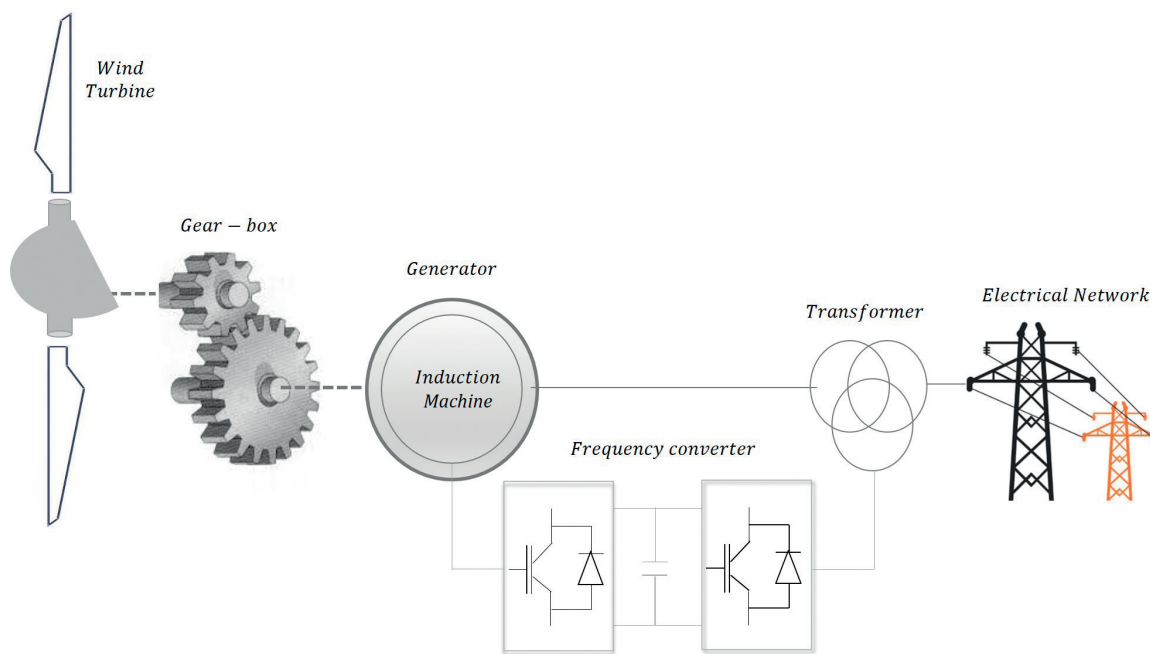 Wind
Turbine
Gear − box
Generator
Induction
Machine
Transformer
Electrical Network
Frequency converter